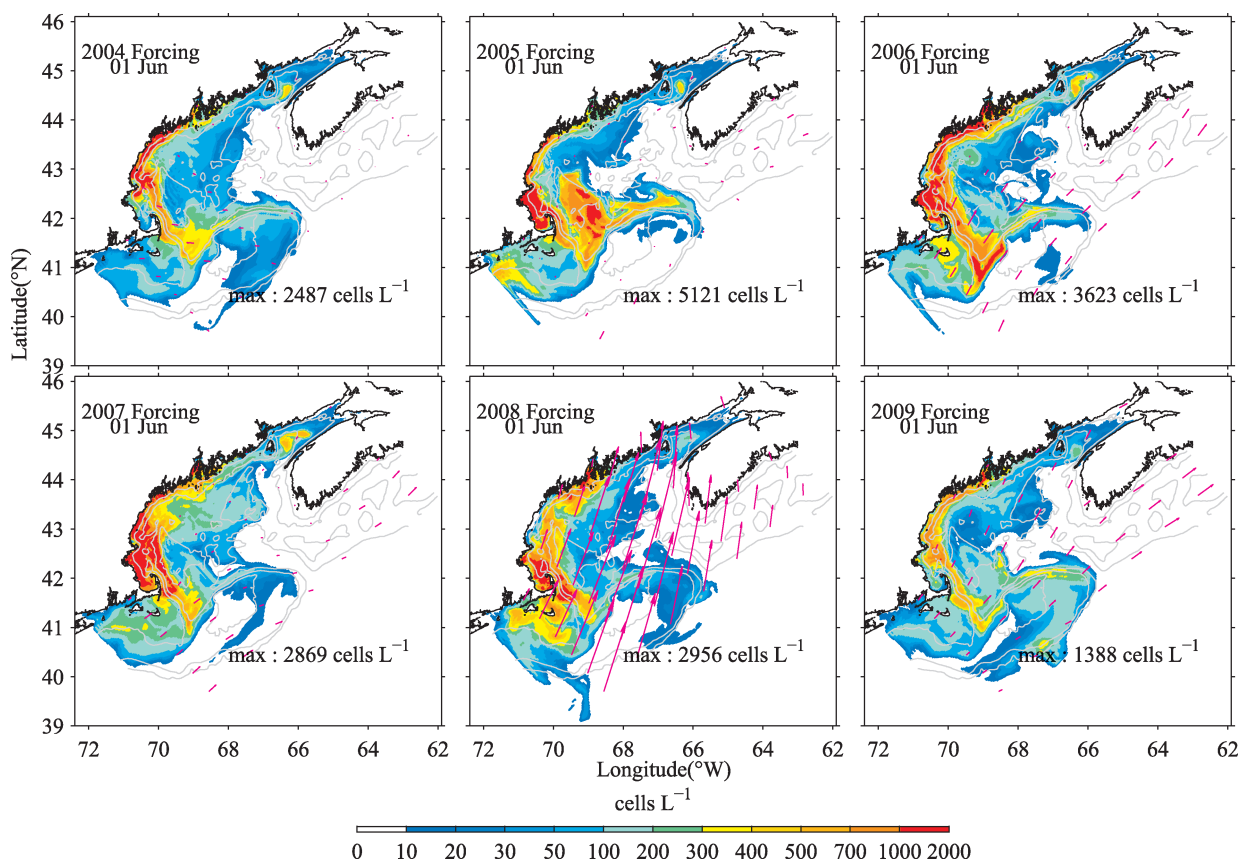 2004 Forcing
01 Jun
max : 2487 cells L⁻¹
2005 Forcing
01 Jun
max : 5121 cells L⁻¹
2006 Forcing
01 Jun
max : 3623 cells L⁻¹
46
45
44
43
42
41
40
39
Latitude(°N)
2007 Forcing
01 Jun
max : 2869 cells L⁻¹
2008 Forcing
01 Jun
max : 2956 cells L⁻¹
2009 Forcing
01 Jun
max : 1388 cells L⁻¹
46
45
44
43
42
41
40
39
72 70 68 66 64 62 72 70 68 66 64 62 72 70 68 66 64 62
Longitude(°W)
cells L⁻¹
0 10 20 30 50 100 200 300 400 500 700 1000 2000